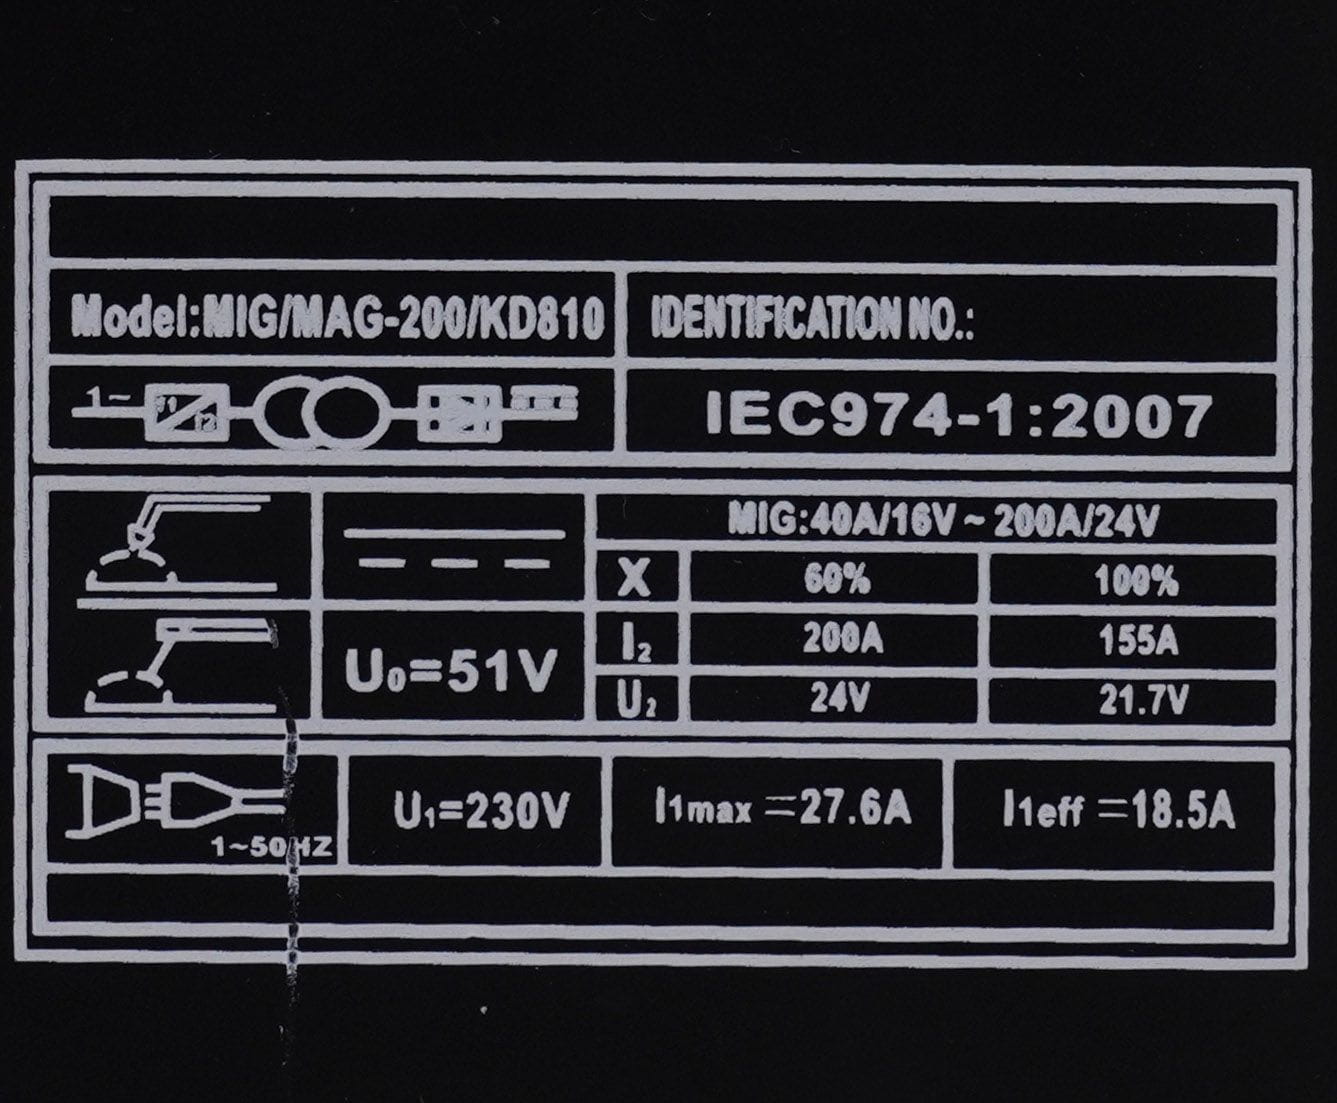 Model:MIG/MAG-200/KD810
IDENTIFICATION NO.:
1~
IEC974-1:2007
MIG:40A/16V ~ 200A/24V
X 60% 100%
I₂ 200A 155A
U₂ 24V 21.7V
U₀=51V
U₁=230V
I1max =27.6A
I1eff =18.5A
1~50HZ